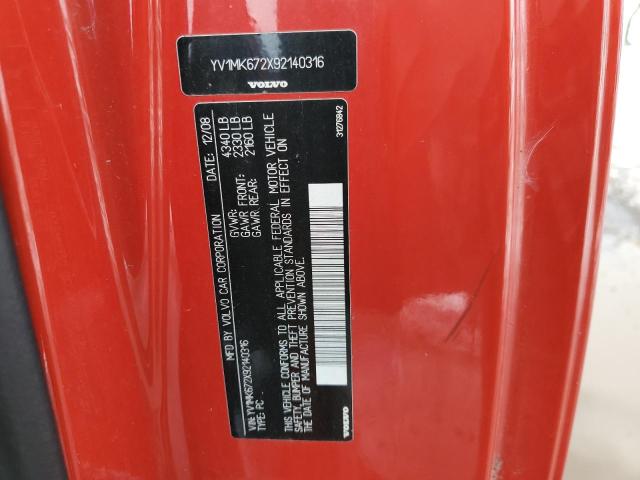 YV1MK672X92140316
VOLVO
MFD BY VOLVO CAR CORPORATION DATE: 12/08
GVWR: 4340 LB
GAWR FRONT: 2330 LB
GAWR REAR: 2160 LB
THIS VEHICLE CONFORMS TO ALL APPLICABLE FEDERAL MOTOR VEHICLE
SAFETY, BUMPER AND THEFT PREVENTION STANDARDS IN EFFECT ON
THE DATE OF MANUFACTURE SHOWN ABOVE.
VIN: YV1MK672X92140316
TYPE: PC
31276942
VOLVO